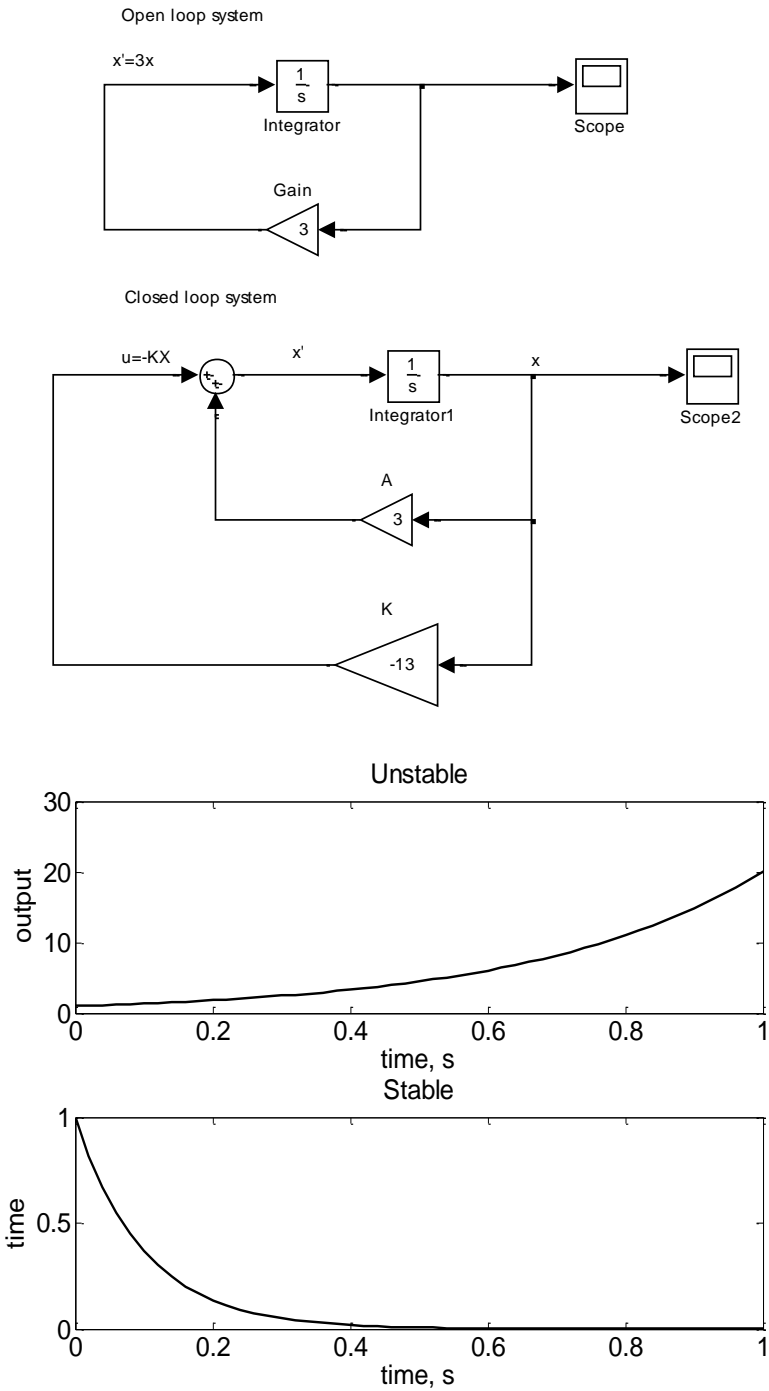 Open loop system
x'=3x
1
s
Integrator
Scope
Gain
3
Closed loop system
u=-KX
x'
1
s
Integrator1
x
Scope2
A
3
K
-13
Unstable
30
20
10
0
output
0 0.2 0.4 0.6 0.8 1
time, s
Stable
1
0.5
0
time
0 0.2 0.4 0.6 0.8 1
time, s